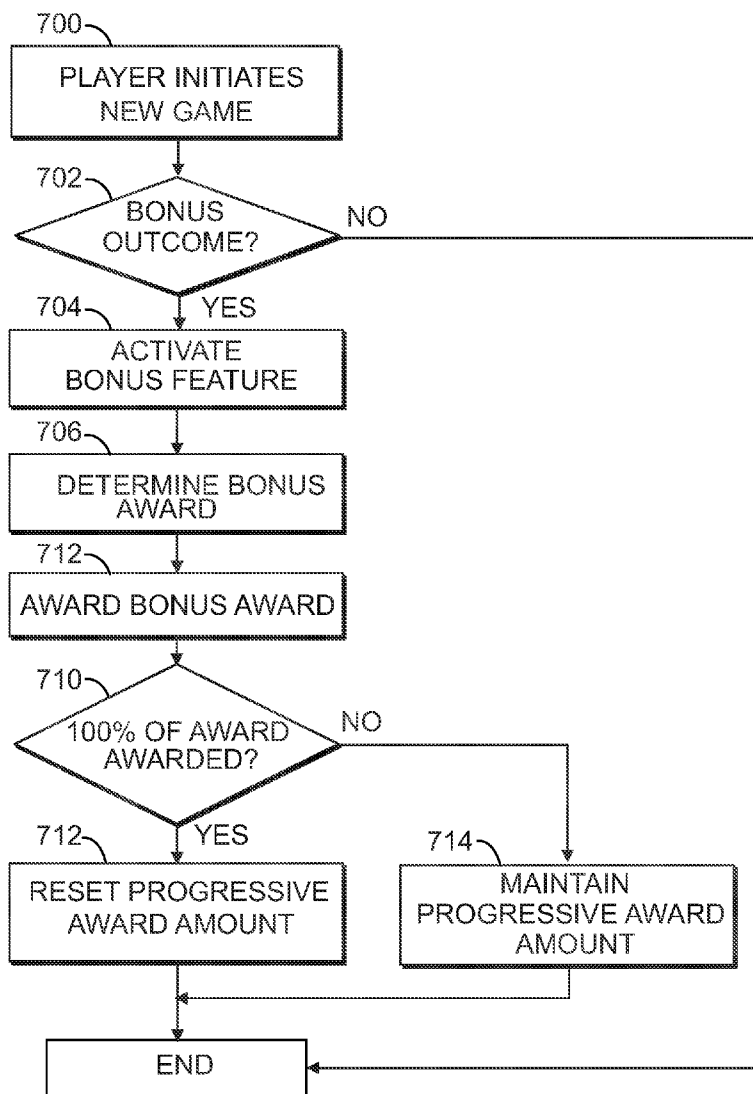 700
PLAYER INITIATES
NEW GAME
702
BONUS
OUTCOME?
NO
YES
704
ACTIVATE
BONUS FEATURE
706
DETERMINE BONUS
AWARD
712
AWARD BONUS AWARD
710
100% OF AWARD
AWARDED?
NO
YES
712
RESET PROGRESSIVE
AWARD AMOUNT
714
MAINTAIN
PROGRESSIVE AWARD
AMOUNT
END